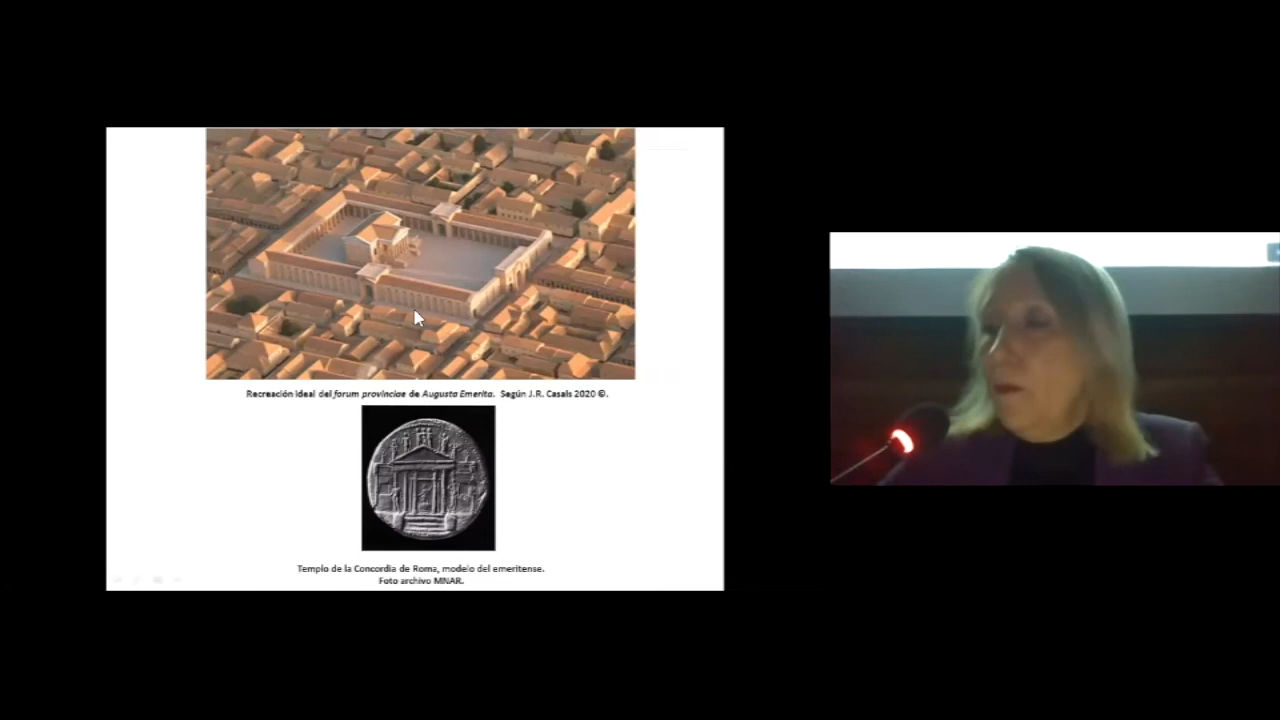 Recreación ideal del forum provinciae de Augusta Emerita. Según J.R. Casals 2020 ©.
Templo de la Concordia de Roma, modelo del emeritense.
Foto archivo MNAR.